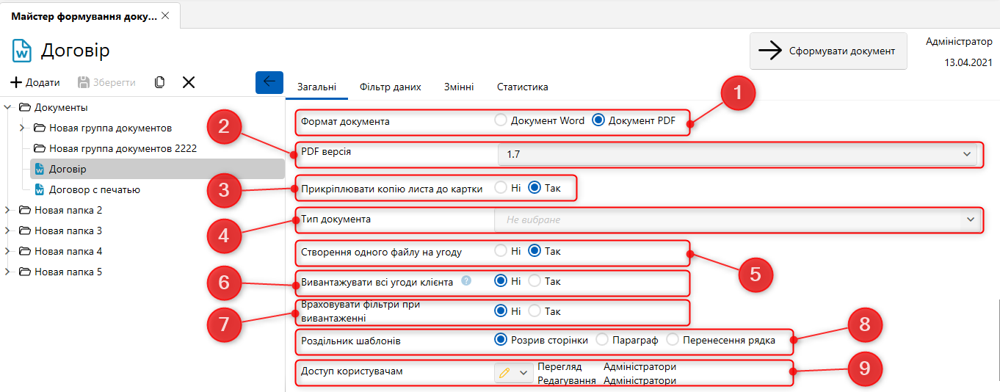 Майстер формування доку...
Договір
Сформувати документ
Адміністратор
13.04.2021
Додати
Зберегти
Загальні
Фільтр даних
Змінні
Статистика
Документы
Новая группа документов
Новая группа документов 2222
Договір
Договор с печатью
Новая папка 2
Новая папка 3
Новая папка 4
Новая папка 5
1
Формат документа
Документ Word
Документ PDF
2
PDF версія
1.7
3
Прикріплювати копію листа до картки
Ні
Так
4
Тип документа
Не вибране
Створення одного файлу на угоду
Ні
Так
5
6
Вивантажувати всі угоди клієнта
?
Ні
Так
7
Враховувати фільтри при
вивантаженні
Ні
Так
8
Роздільник шаблонів
Розрив сторінки
Параграф
Перенесення рядка
9
Доступ користувачам
Перегляд Адміністратори
Редагування Адміністратори